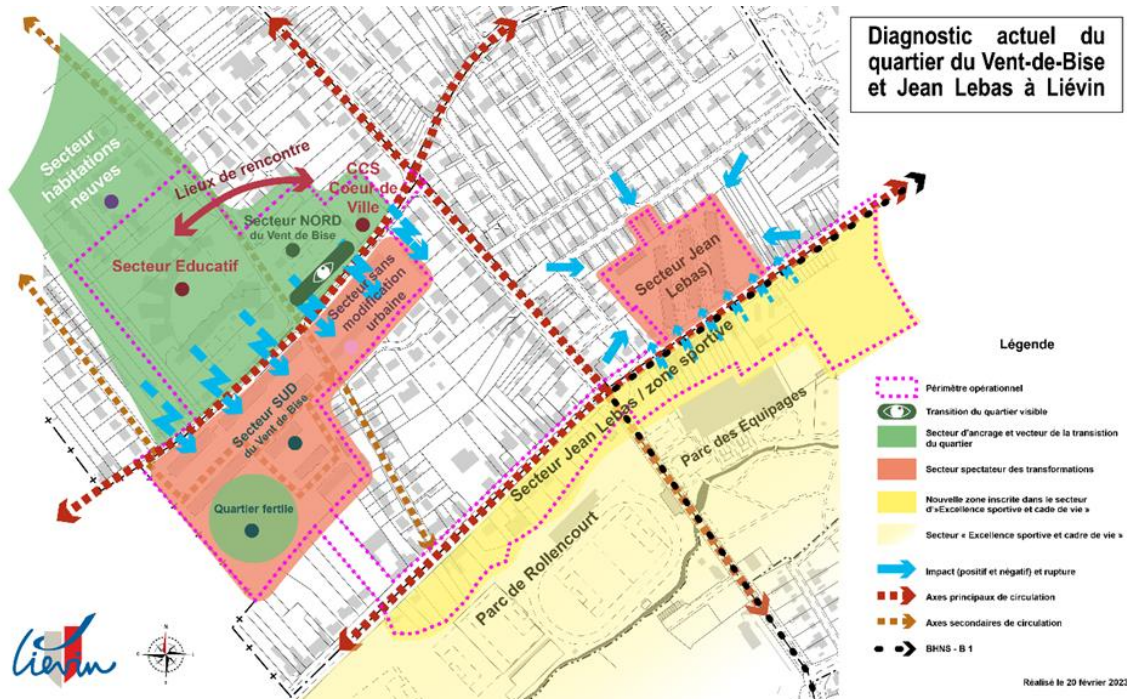 Diagnostic actuel du
quartier du Vent-de-Bise
et Jean Lebas à Liévin
Secteur
habitations
neuves
Lieux de rencontre
CCS
Coeur de
Ville
Secteur NORD
du Vent de Bise
Secteur Educatif
Secteur sans
modification
urbaine
Secteur SUD
du Vent de Bise
Quartier fertile
Secteur Jean
Lebas)
Secteur Jean Lebas / zone sportive
Parc des Equipages
Parc de Rollencourt
Légende
Périmètre opérationnel
Transition du quartier visible
Secteur d'ancrage et vecteur de la transistion
du quartier
Secteur spectateur des transformations
Nouvelle zone inscrite dans le secteur
d'»Excellence sportive et cade de vie »
Secteur « Excellence sportive et cadre de vie »
Impact (positif et négatif) et rupture
Axes principaux de circulation
Axes secondaires de circulation
BHNS - B 1
Liévin
Réalisé le 20 février 2023